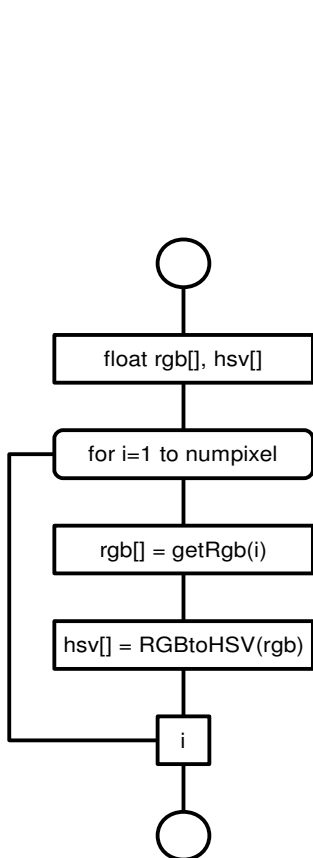 float rgb[], hsv[]
for i=1 to numpixel
rgb[] = getRgb(i)
hsv[] = RGBtoHSV(rgb)
i